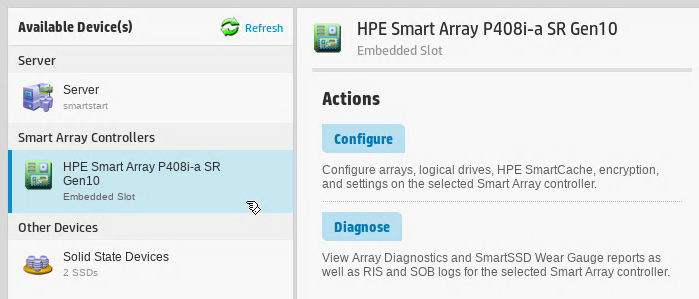 Available Device(s)
Refresh
Server
Server
smartstart
Smart Array Controllers
HPE Smart Array P408i-a SR
Gen10
Embedded Slot
Other Devices
Solid State Devices
2 SSDs
HPE Smart Array P408i-a SR Gen10
Embedded Slot
Actions
Configure
Configure arrays, logical drives, HPE SmartCache, encryption,
and settings on the selected Smart Array controller.
Diagnose
View Array Diagnostics and SmartSSD Wear Gauge reports as
well as RIS and SOB logs for the selected Smart Array controller.